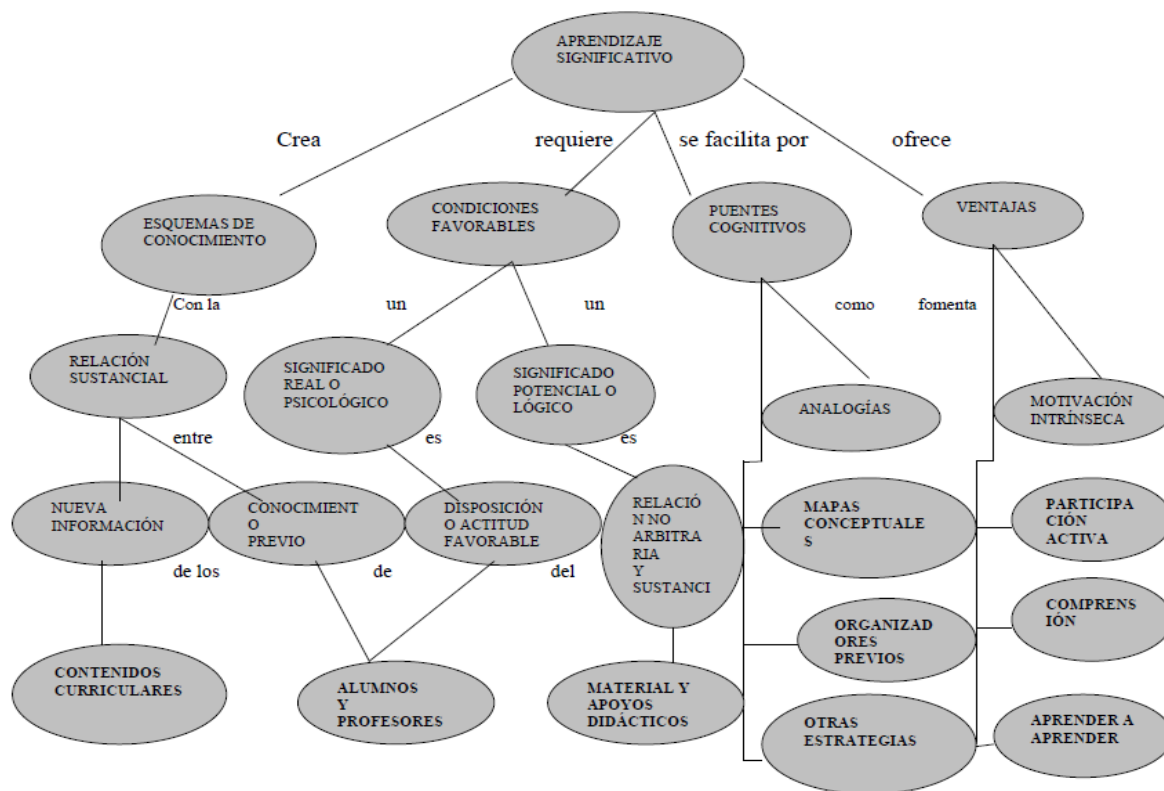 APRENDIZAJE
SIGNIFICATIVO
Crea
requiere
se facilita por
ofrece
ESQUEMAS DE
CONOCIMIENTO
CONDICIONES
FAVORABLES
PUENTES
COGNITIVOS
VENTAJAS
Con la
un
un
como
fomenta
RELACIÓN
SUSTANCIAL
SIGNIFICADO
REAL O
PSICOLÓGICO
SIGNIFICADO
POTENCIAL O
LÓGICO
ANALOGÍAS
MOTIVACIÓN
INTRÍNSECA
entre
es
es
NUEVA
INFORMACIÓN
CONOCIMIENT
O
PREVIO
DISPOSICIÓN
O ACTITUD
FAVORABLE
RELACIÓ
N NO
ARBITRA
RIA
Y
SUSTANCI
MAPAS
CONCEPTUALE
S
PARTICIPA
CIÓN
ACTIVA
de los
de
del
COMPRENS
IÓN
ORGANIZAD
ORES
PREVIOS
CONTENIDOS
CURRICULARES
ALUMNOS
Y
PROFESORES
MATERIAL Y
APOYOS
DIDÁCTICOS
OTRAS
ESTRATEGIAS
APRENDER A
APRENDER